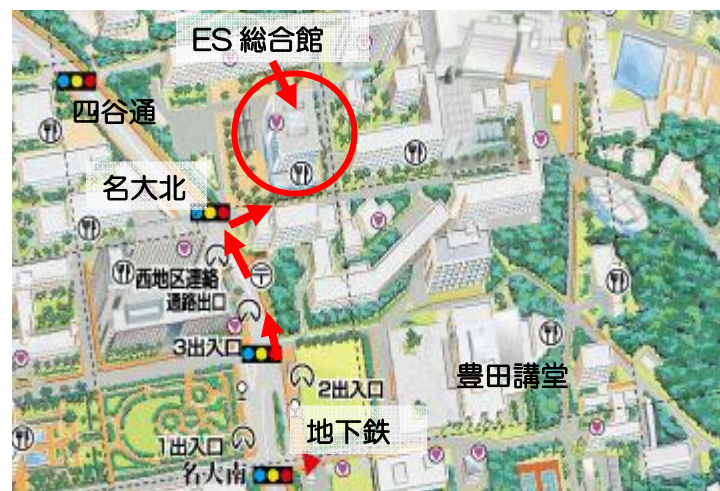 ES 総合館
四谷通
名大北
西地区連絡
通路出口
〒
3出入口
豊田講堂
2出入口
地下鉄
1出入口
名大南